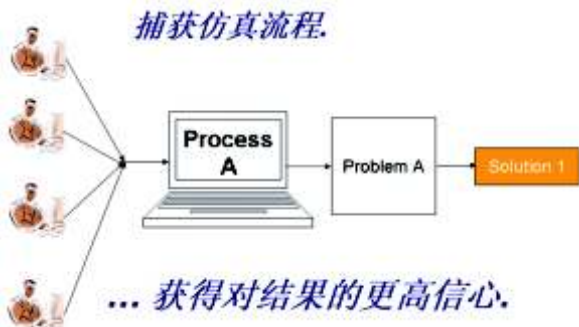 捕获仿真流程.
Process
A
Problem A
Solution 1
... 获得对结果的更高信心.